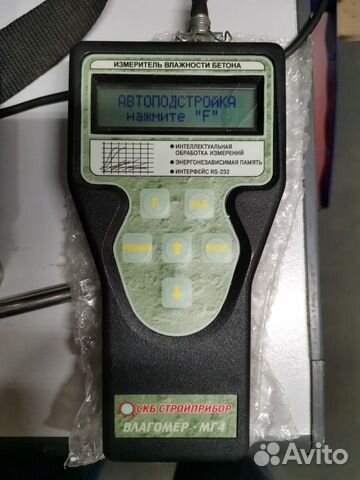 ИЗМЕРИТЕЛЬ ВЛАЖНОСТИ БЕТОНА
АВТОПОДСТРОЙКА
нажмите "F"
• ИНТЕЛЛЕКТУАЛЬНАЯ
ОБРАБОТКА ИЗМЕРЕНИЙ
• ЭНЕРГОНЕЗАВИСИМАЯ ПАМЯТЬ
• ИНТЕРФЕЙС RS-232
F
ВКЛ
РЕЖИМ
↑
ВВОД
↓
СКБ СТРОЙПРИБОР
ВЛАГОМЕР - МГ4
Avito